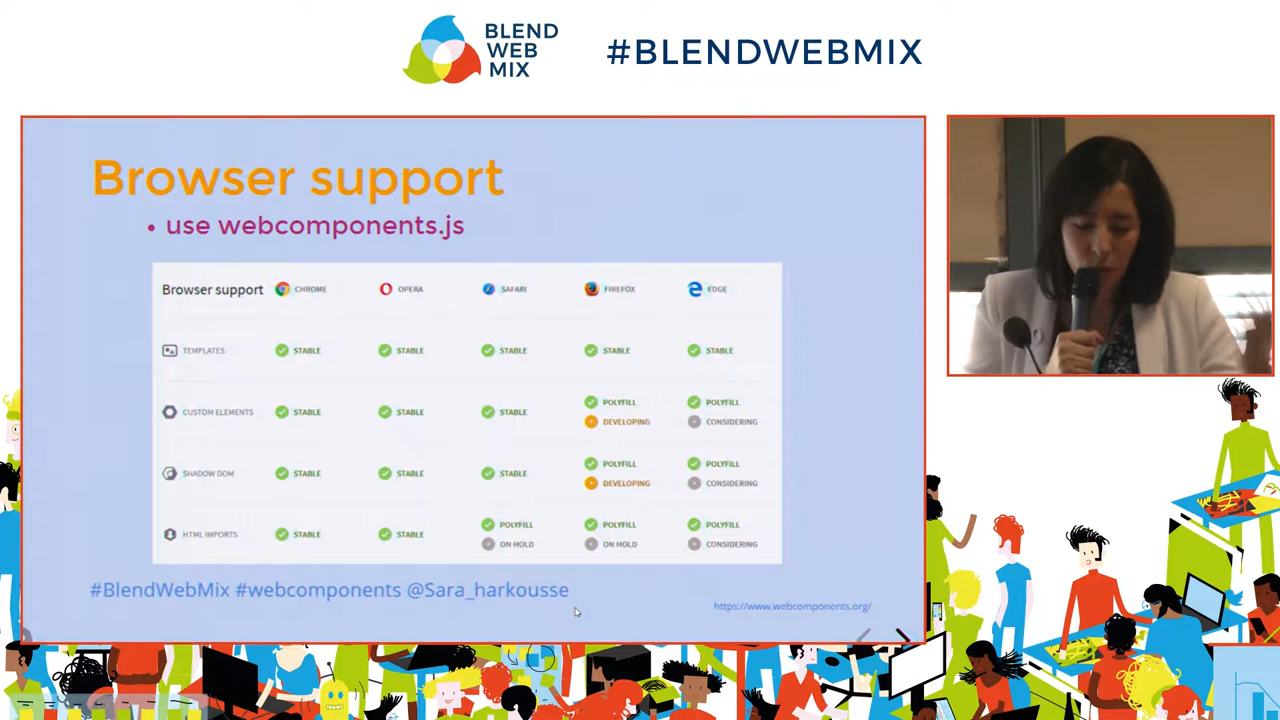 BLEND
WEB
MIX
#BLENDWEBMIX
Browser support
• use webcomponents.js
Browser support CHROME OPERA SAFARI FIREFOX EDGE
TEMPLATES STABLE STABLE STABLE STABLE STABLE
CUSTOM ELEMENTS STABLE STABLE STABLE POLYFILL POLYFILL
DEVELOPING CONSIDERING
SHADOW DOM STABLE STABLE STABLE POLYFILL POLYFILL
DEVELOPING CONSIDERING
HTML IMPORTS STABLE STABLE POLYFILL POLYFILL POLYFILL
ON HOLD ON HOLD CONSIDERING
#BlendWebMix #webcomponents @Sara_harkousse
https://www.webcomponents.org/